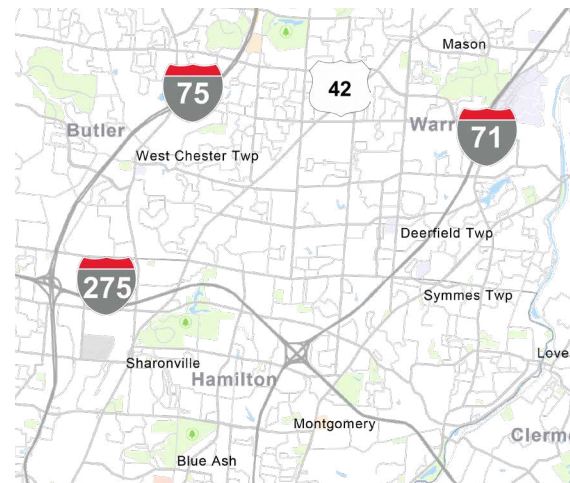 Mason
75
42
Butler
Warr
71
West Chester Twp
Deerfield Twp
275
Symmes Twp
Love
Sharonville
Hamilton
Montgomery
Clerm
Blue Ash